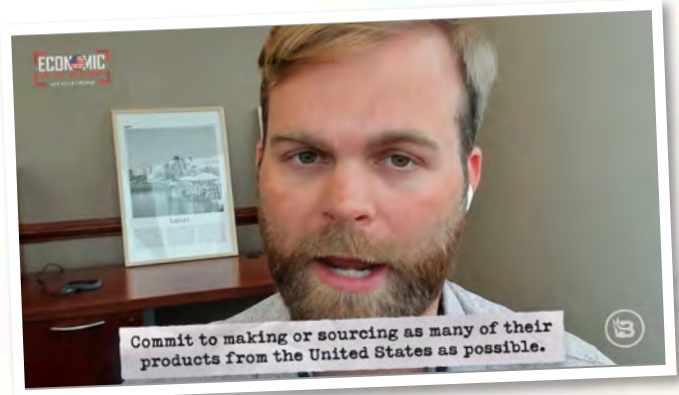 ECONOMIC
Commit to making or sourcing as many of their
products from the United States as possible.